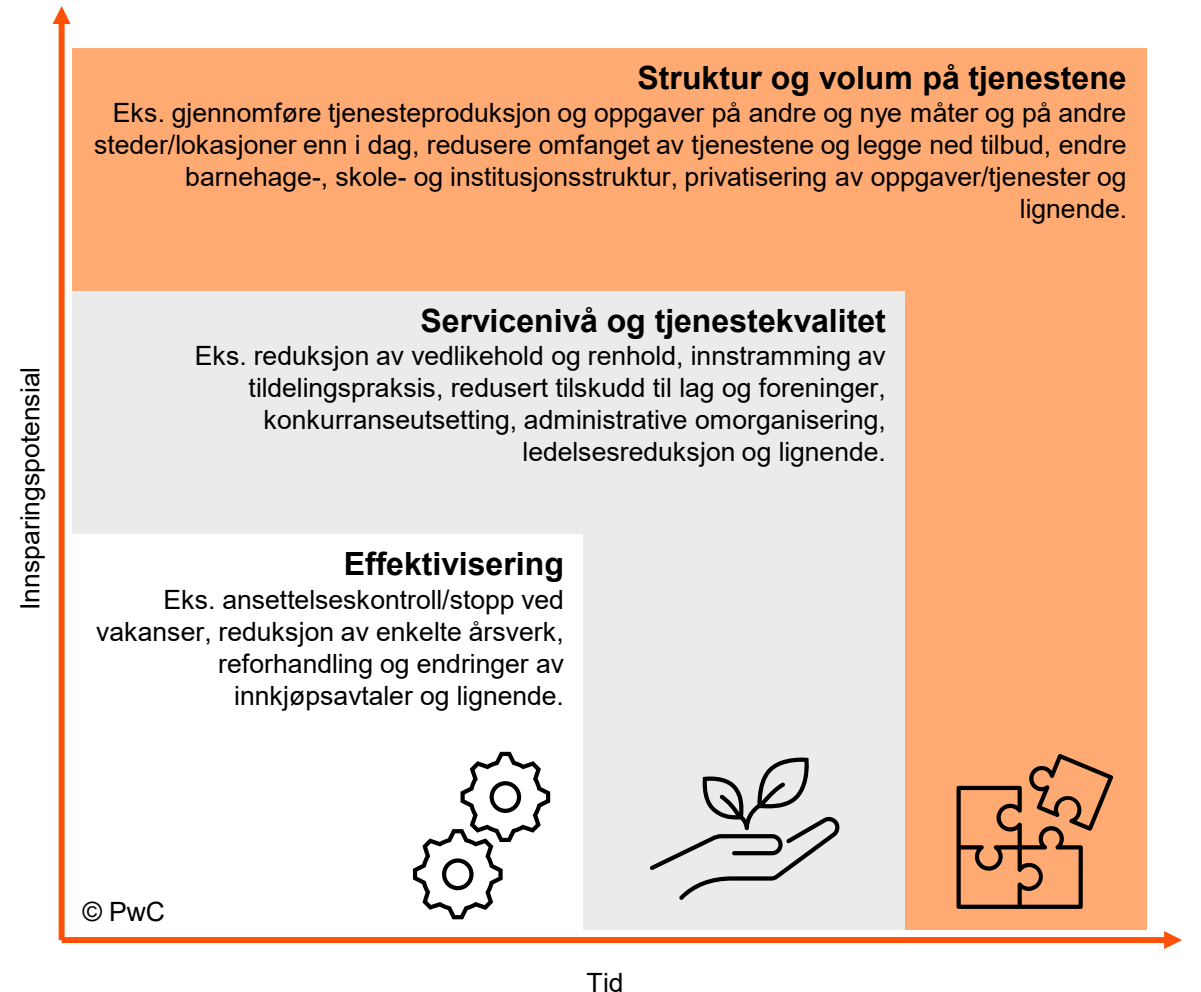 Struktur og volum på tjenestene
Eks. gjennomføre tjenesteproduksjon og oppgaver på andre og nye måter og på andre
steder/lokasjoner enn i dag, redusere omfanget av tjenestene og legge ned tilbud, endre
barnehage-, skole- og institusjonsstruktur, privatisering av oppgaver/tjenester og
lignende.
Servicenivå og tjenestekvalitet
Eks. reduksjon av vedlikehold og renhold, innstramming av
tildelingspraksis, redusert tilskudd til lag og foreninger,
konkurranseutsetting, administrative omorganisering,
ledelsesreduksjon og lignende.
Innsparingspotensial
Effektivisering
Eks. ansettelseskontroll/stopp ved
vakanser, reduksjon av enkelte årsverk,
reforhandling og endringer av
innkjøpsavtaler og lignende.
© PwC
Tid